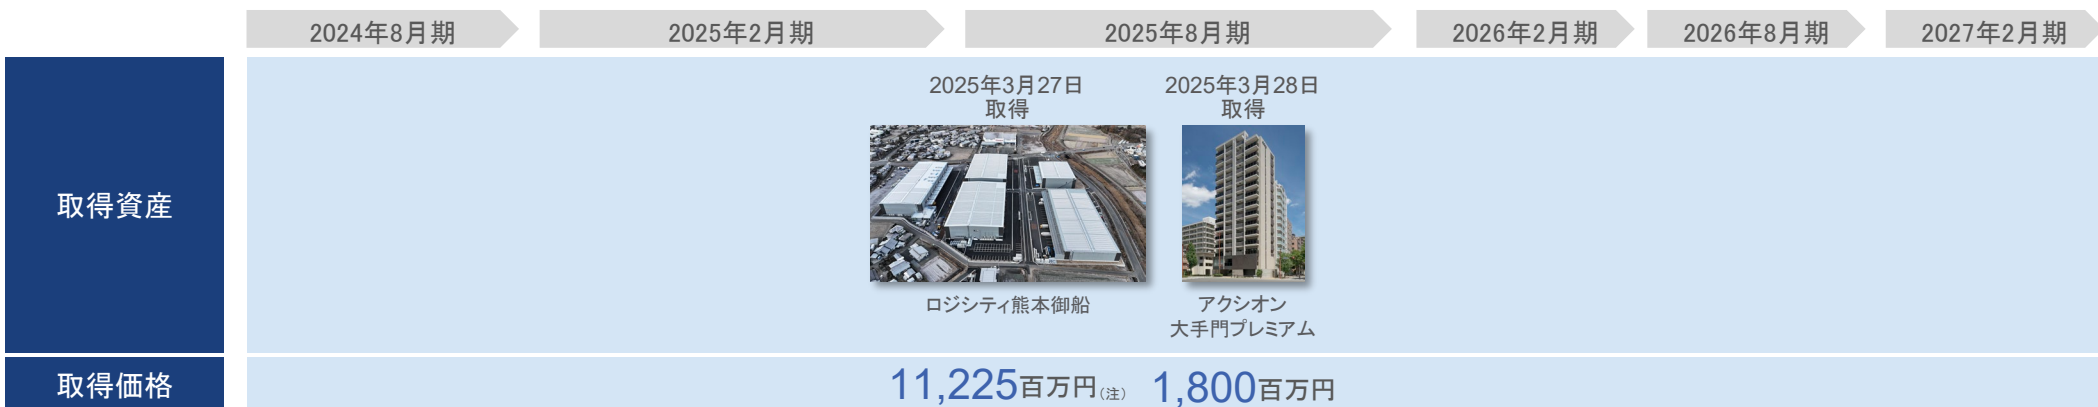 2024年8月期
2025年2月期
2025年8月期
2026年2月期
2026年8月期
2027年2月期
取得資産
2025年3月27日
取得
ロジシティ熊本御船
2025年3月28日
取得
アクシオン
大手門プレミアム
取得価格
11,225百万円(注)
1,800百万円